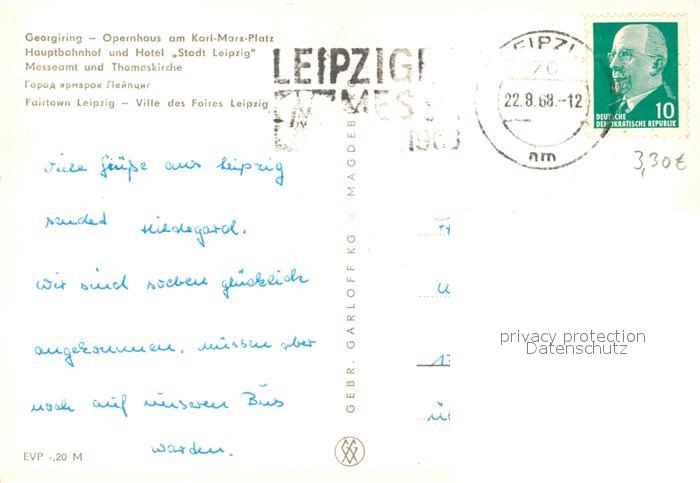 Georgiring – Opernhaus am Karl-Marx-Platz
Hauptbahnhof und Hotel „Stadt Leipzig"
Messeamt und Thomaskirche
Город ярмарок Лейпциг
Fairtown Leipzig – Ville des Foires Leipzig
LEIPZIG
MES
1968
LEIPZIG
70
22.8.68.-12
nm
10
DEUTSCHE
DEMOKRATISCHE REPUBLIK
3,30€
Viele Grüße aus Leipzig
sendet Hildegard.
Wir sind soeben glücklich
angekommen, müssen aber
noch auf unseren Bus
warten.
GEBR. GARLOFF KG · MAGDEBURG
privacy protection
Datenschutz
EVP -,20 M